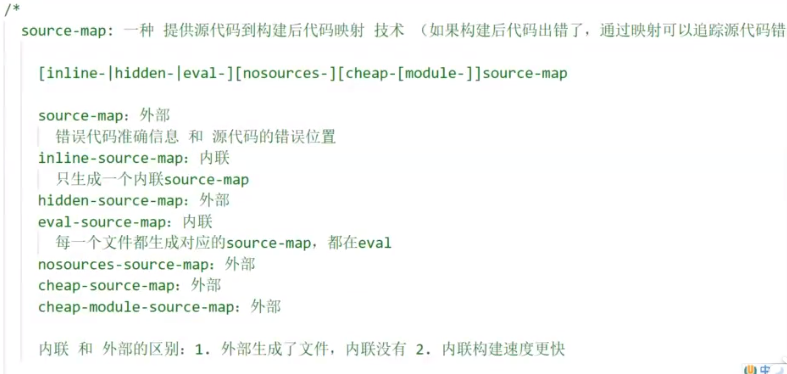 /*
source-map: 一种 提供源代码到构建后代码映射 技术 （如果构建后代码出错了，通过映射可以追踪源代码错
[inline-|hidden-|eval-][nosources-][cheap-[module-]]source-map
source-map：外部
错误代码准确信息 和 源代码的错误位置
inline-source-map：内联
只生成一个内联source-map
hidden-source-map：外部
eval-source-map：内联
每一个文件都生成对应的source-map，都在eval
nosources-source-map：外部
cheap-source-map：外部
cheap-module-source-map：外部
内联 和 外部的区别：1. 外部生成了文件，内联没有 2. 内联构建速度更快